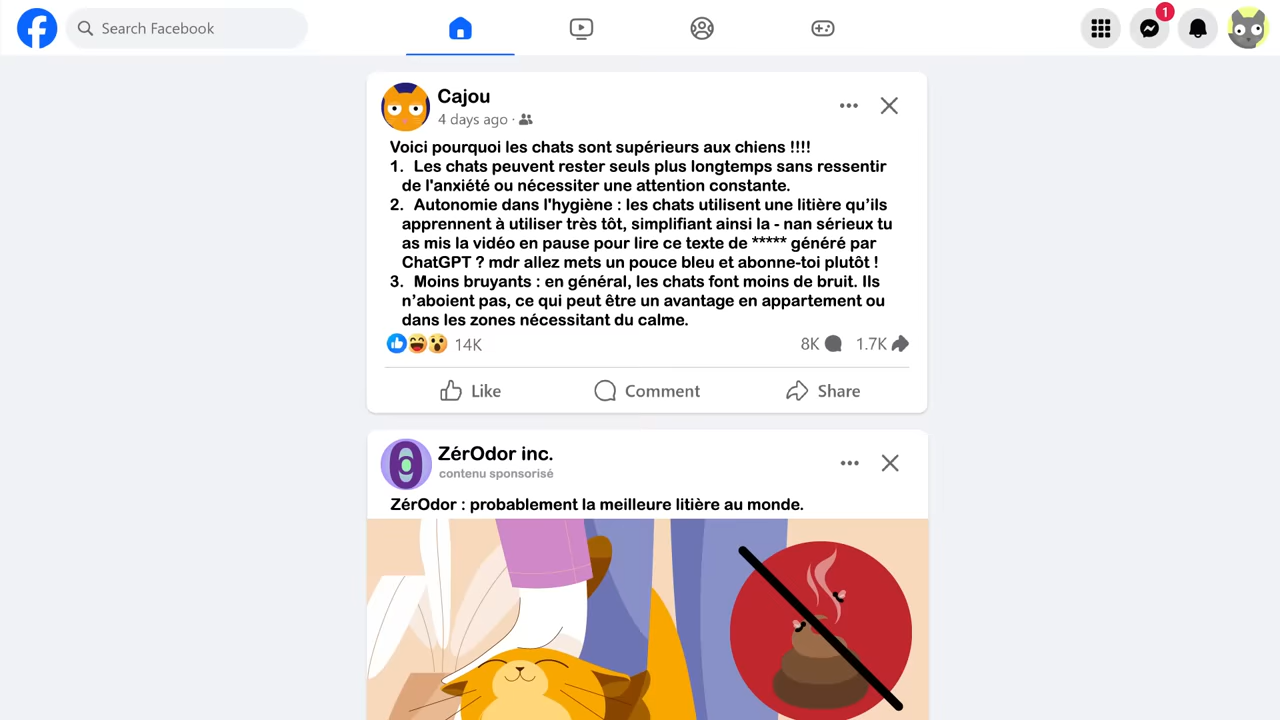 Search Facebook
1
Cajou
4 days ago ·
Voici pourquoi les chats sont supérieurs aux chiens !!!!
1. Les chats peuvent rester seuls plus longtemps sans ressentir
de l'anxiété ou nécessiter une attention constante.
2. Autonomie dans l'hygiène : les chats utilisent une litière qu’ils
apprennent à utiliser très tôt, simplifiant ainsi la - nan sérieux tu
as mis la vidéo en pause pour lire ce texte de ***** généré par
ChatGPT ? mdr allez mets un pouce bleu et abonne-toi plutôt !
3. Moins bruyants : en général, les chats font moins de bruit. Ils
n’aboient pas, ce qui peut être un avantage en appartement ou
dans les zones nécessitant du calme.
14K 8K 1.7K
Like Comment Share
ZérOdor inc.
contenu sponsorisé
ZérOdor : probablement la meilleure litière au monde.